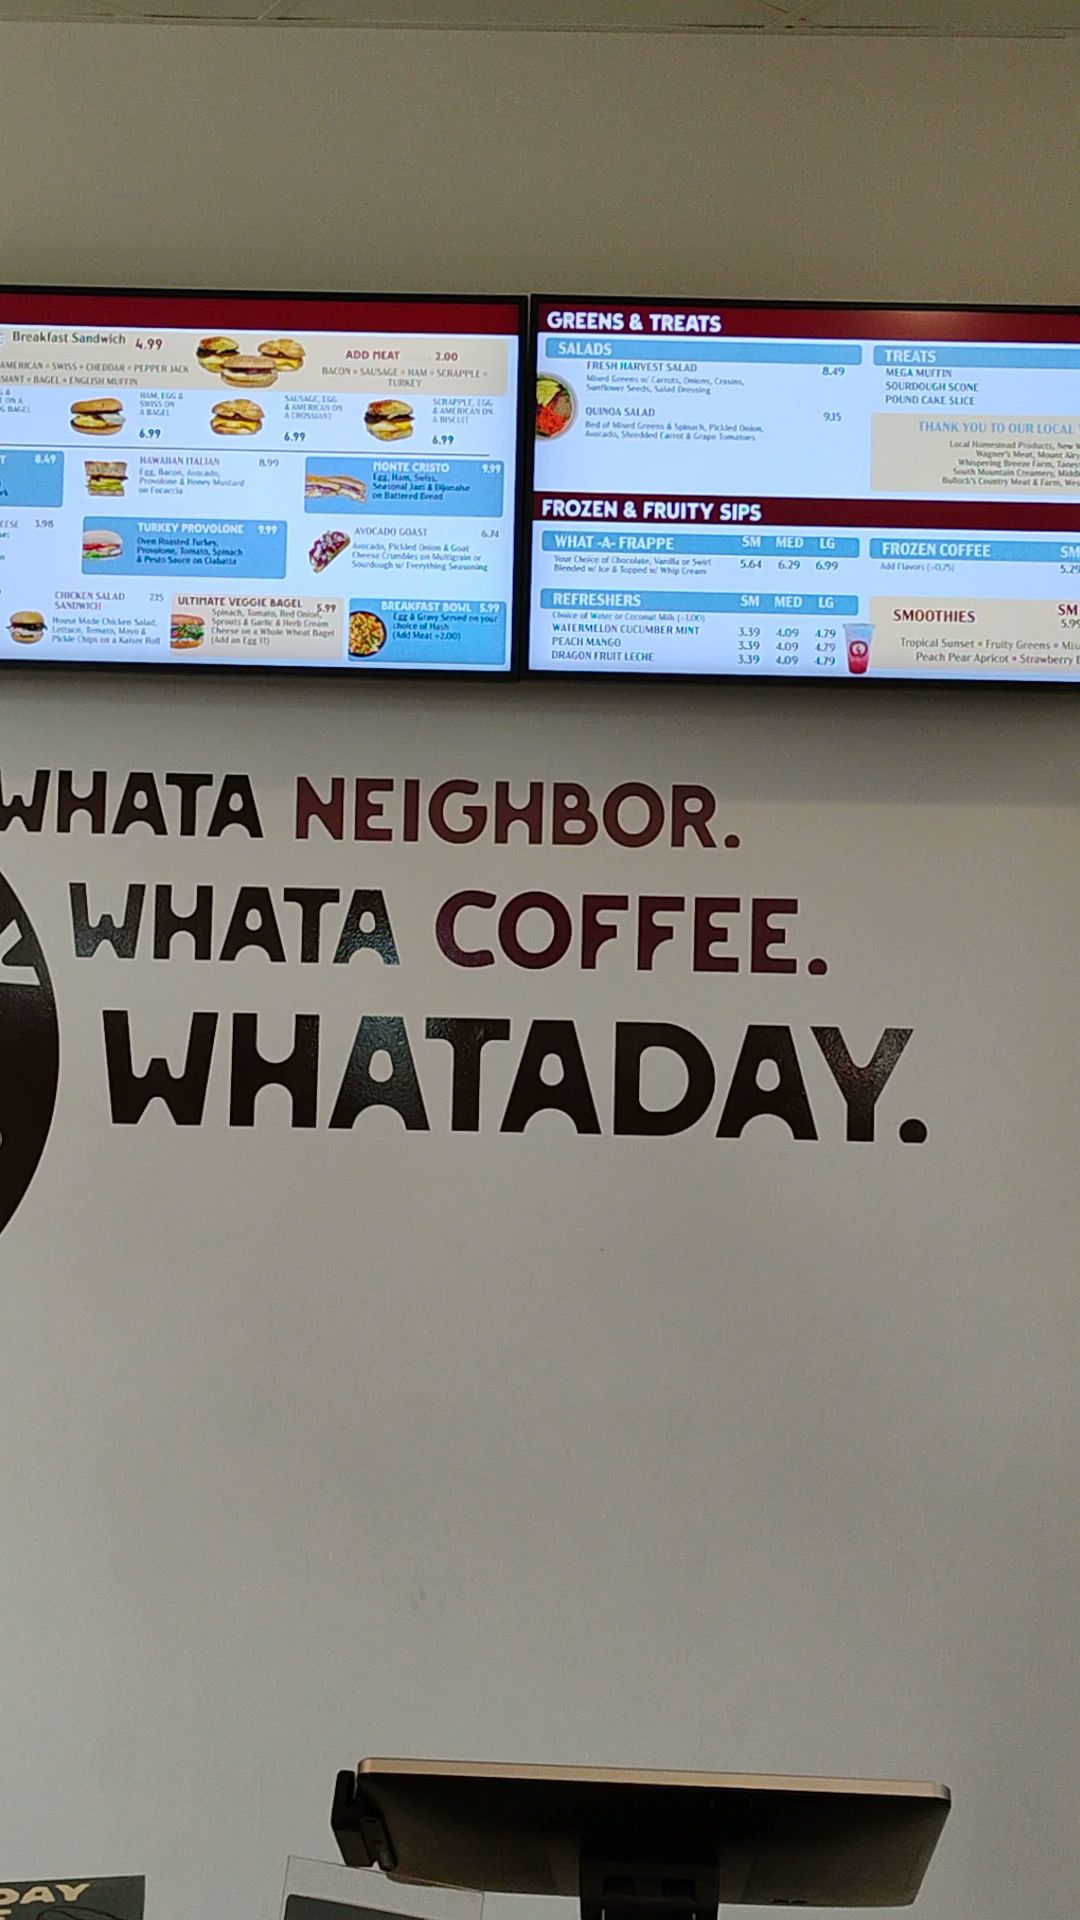 Breakfast Sandwich 4.99
AMERICAN • SWISS • CHEDDAR • PEPPER JACK
BAGEL • ENGLISH MUFFIN
ADD MEAT ...... 2.00
BACON • SAUSAGE • HAM • SCRAPPLE •
TURKEY
HAM, EGG &
SWISS ON
A BAGEL
6.99
SAUSAGE, EGG
& AMERICAN ON
A CROSSIANT
6.99
SCRAPPLE, EGG
& AMERICAN ON
A BISCUIT
6.99
8.49
HAWAIIAN ITALIAN 8.99
Egg, Bacon, Avocado,
Provolone & Honey Mustard
on Focaccia
MONTE CRISTO 9.99
Egg, Ham, Swiss,
Seasonal Jam & Dijonaise
on Battered Bread
3.98
TURKEY PROVOLONE 9.99
Oven Roasted Turkey,
Provolone, Tomato, Spinach
& Pesto Sauce on Ciabatta
AVOCADO GOAST 6.74
Avocado, Pickled Onion & Goat
Cheese Crumbles on Multigrain or
Sourdough w/ Everything Seasoning
CHICKEN SALAD 7.35
SANDWICH
House Made Chicken Salad,
Lettuce, Tomato, Mayo &
Pickle Chips on a Kaiser Roll
ULTIMATE VEGGIE BAGEL 5.99
Spinach, Tomato, Red Onion,
Sprouts & Garlic & Herb Cream
Cheese on a Whole Wheat Bagel
(Add an Egg $1)
BREAKFAST BOWL 5.99
Egg & Gravy Served on your
choice of Hash
(Add Meat +2.00)
GREENS & TREATS
SALADS
FRESH HARVEST SALAD 8.49
Mixed Greens w/ Carrots, Onions, Crasins,
Sunflower Seeds, Salad Dressing
QUINOA SALAD 9.15
Bed of Mixed Greens & Spinach, Pickled Onion,
Avocado, Shredded Carrot & Grape Tomatoes
TREATS
MEGA MUFFIN
SOURDOUGH SCONE
POUND CAKE SLICE
THANK YOU TO OUR LOCAL
Local Homestead Products, New
Wagner's Meat, Mount Airy
Whispering Breeze Farm,
South Mountain Creamery,
Bullock's Country Meat & Farm,
FROZEN & FRUITY SIPS
WHAT -A- FRAPPE SM MED LG
Your Choice of Chocolate, Vanilla or Swirl 5.64 6.29 6.99
Blended w/ Ice & Topped w/ Whip Cream
FROZEN COFFEE SM
Add Flavors (+0.75) 5.29
REFRESHERS SM MED LG
Choice of Water or Coconut Milk (+1.00)
WATERMELON CUCUMBER MINT 3.39 4.09 4.79
PEACH MANGO 3.39 4.09 4.79
DRAGON FRUIT LECHE 3.39 4.09 4.79
SMOOTHIES SM
5.99
Tropical Sunset • Fruity Greens •
Peach Pear Apricot • Strawberry
WHATA NEIGHBOR.
WHATA COFFEE.
WHATADAY.
DAY